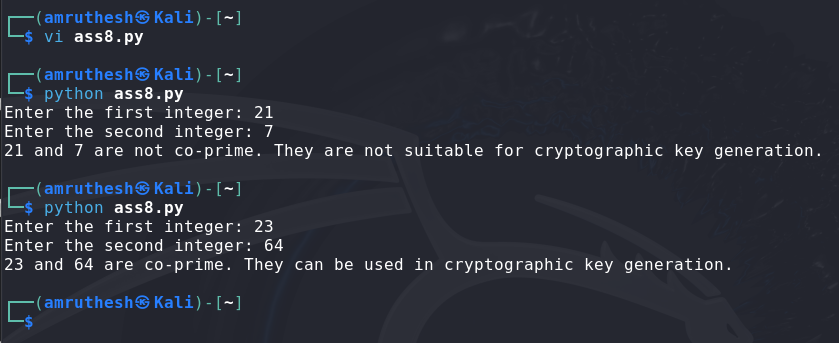 ┌──(amruthesh㉿Kali)-[~]
└─$ vi ass8.py
┌──(amruthesh㉿Kali)-[~]
└─$ python ass8.py
Enter the first integer: 21
Enter the second integer: 7
21 and 7 are not co-prime. They are not suitable for cryptographic key generation.
┌──(amruthesh㉿Kali)-[~]
└─$ python ass8.py
Enter the first integer: 23
Enter the second integer: 64
23 and 64 are co-prime. They can be used in cryptographic key generation.
┌──(amruthesh㉿Kali)-[~]
└─$